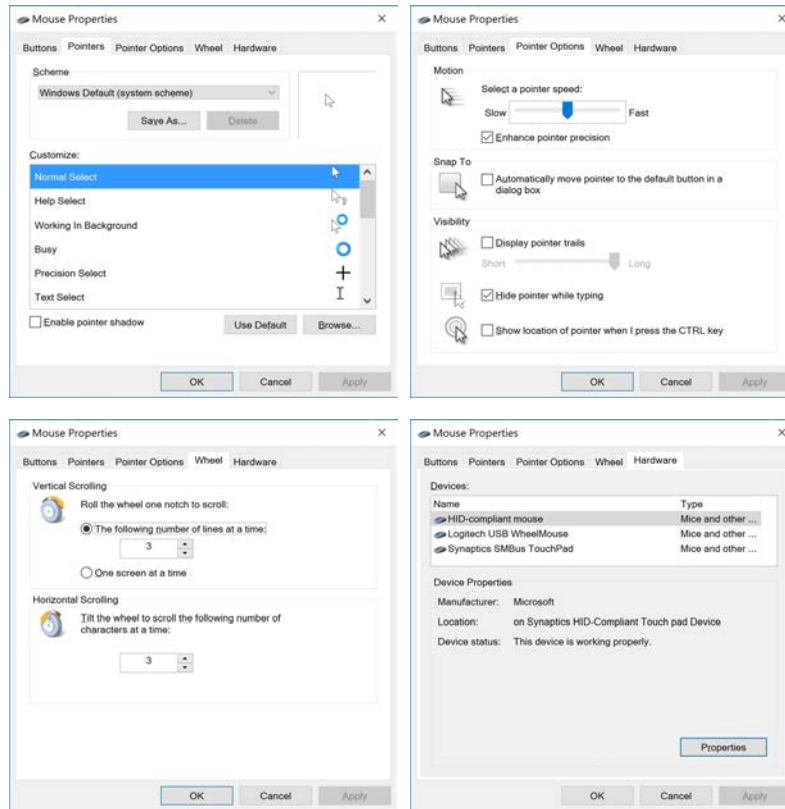 Mouse Properties
Buttons Pointers Pointer Options Wheel Hardware
Scheme
Windows Default (system scheme)
Save As... Delete
Customize:
Normal Select
Help Select
Working In Background
Busy
Precision Select
Text Select
Enable pointer shadow
Use Default Browse...
OK Cancel Apply
Mouse Properties
Buttons Pointers Pointer Options Wheel Hardware
Motion
Select a pointer speed:
Slow Fast
Enhance pointer precision
Snap To
Automatically move pointer to the default button in a
dialog box
Visibility
Display pointer trails
Short Long
Hide pointer while typing
Show location of pointer when I press the CTRL key
OK Cancel Apply
Mouse Properties
Buttons Pointers Pointer Options Wheel Hardware
Vertical Scrolling
Roll the wheel one notch to scroll:
The following number of lines at a time:
3
One screen at a time
Horizontal Scrolling
Tilt the wheel to scroll the following number of
characters at a time:
3
OK Cancel Apply
Mouse Properties
Buttons Pointers Pointer Options Wheel Hardware
Devices:
Name Type
HID-compliant mouse Mice and other ...
Logitech USB WheelMouse Mice and other ...
Synaptics SMBus TouchPad Mice and other ...
Device Properties
Manufacturer: Microsoft
Location: on Synaptics HID-Compliant Touch pad Device
Device status: This device is working properly.
Properties
OK Cancel Apply